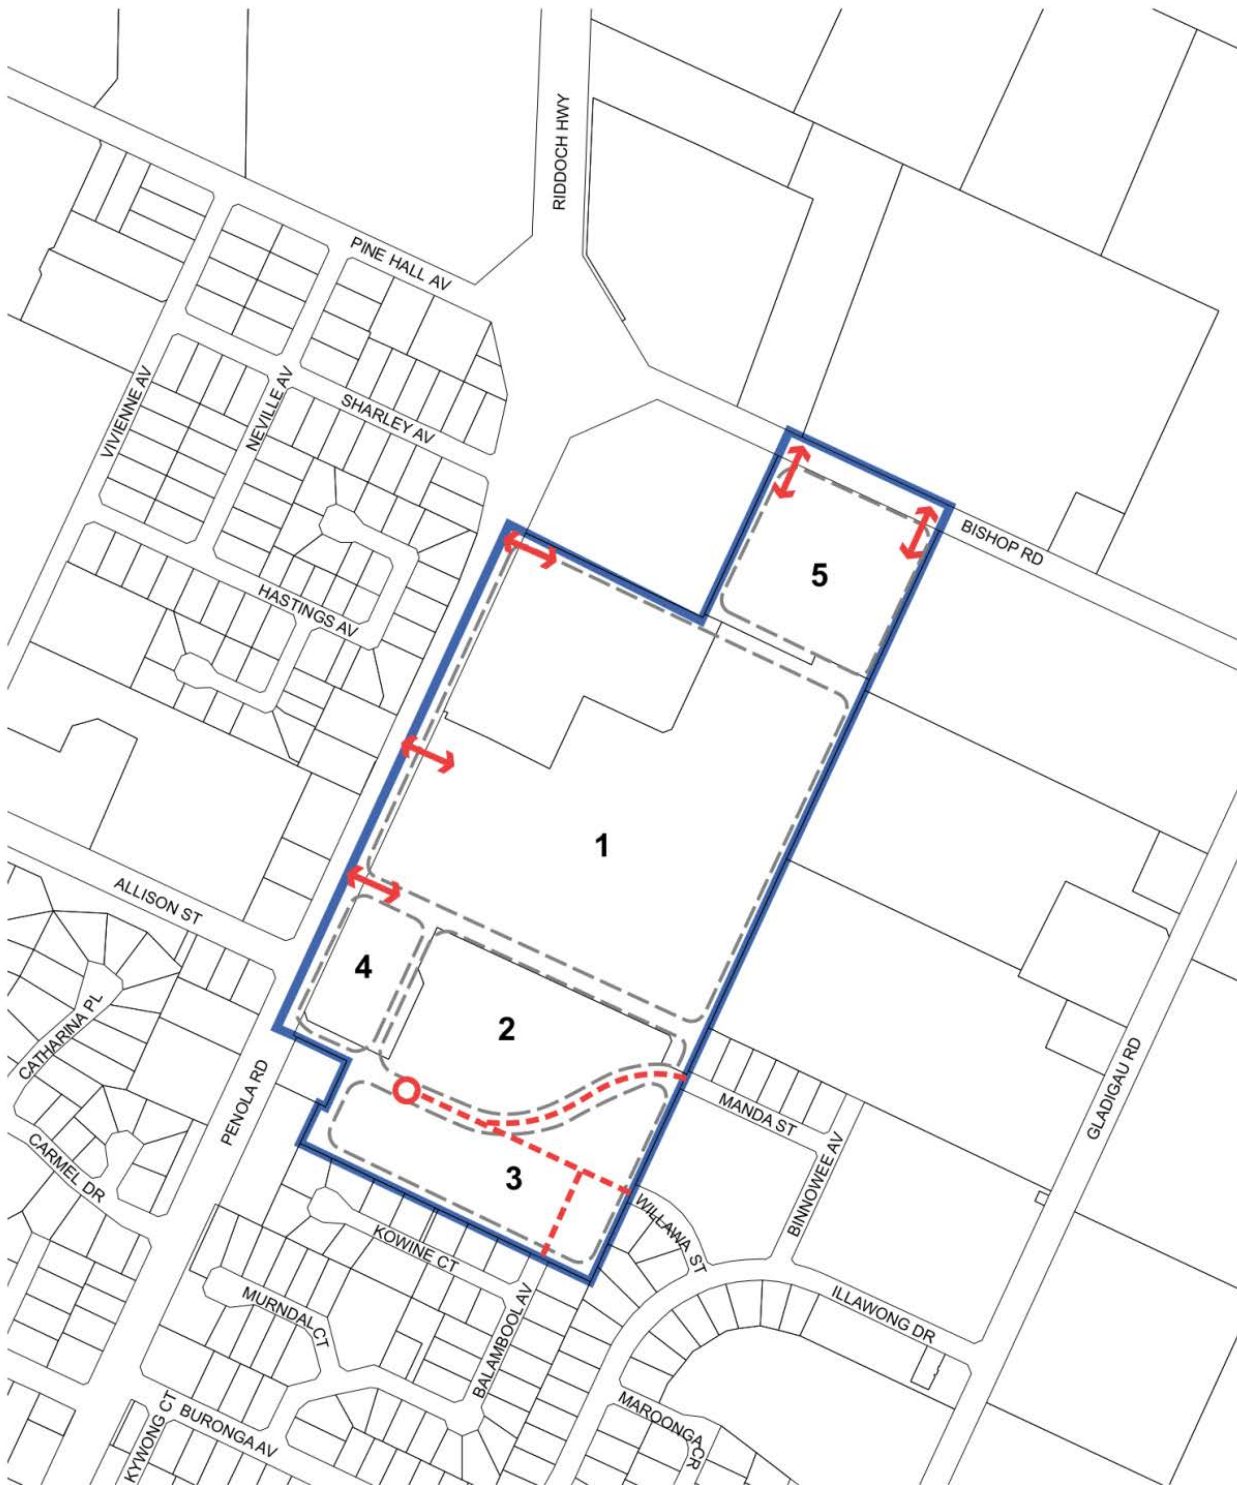 RIDDOCH HWY
PINE HALL AV
VIVIENNE AV
NEVILLE AV
SHARLEY AV
BISHOP RD
5
HASTINGS AV
1
ALLISON ST
4
2
CATHARINA PL
PENOLA RD
MANDA ST
GLADIGAU RD
CARMEL DR
BINNOWEE AV
3
WILLAWA ST
KOWINE CT
MURNDAL CT
ILLAWONG DR
BALAMBOOL AV
KYWONG CT
BURONGA AV
MAROONGA CR